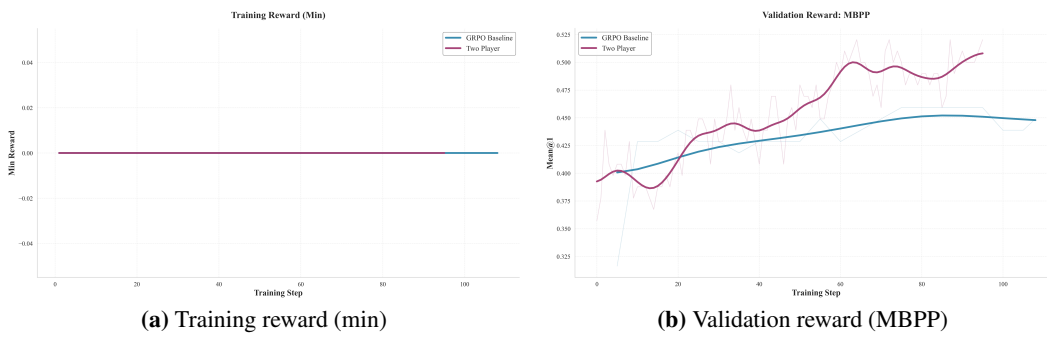 Training Reward (Min)
GRPO Baseline
Two Player
0.04
0.02
0.00
−0.02
−0.04
Min Reward
0
20
40
60
80
100
Training Step
(a) Training reward (min)
Validation Reward: MBPP
GRPO Baseline
Two Player
0.525
0.500
0.475
0.450
0.425
0.400
0.375
0.350
0.325
Mean@1
0
20
40
60
80
100
Training Step
(b) Validation reward (MBPP)